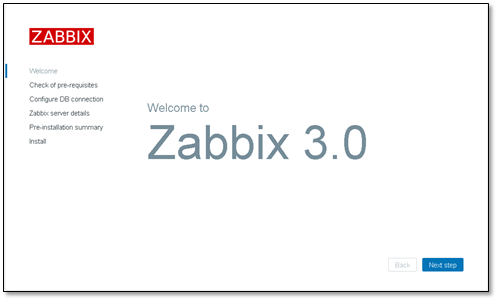 ZABBIX
Welcome
Check of pre-requisites
Configure DB connection
Zabbix server details
Pre-installation summary
Install
Welcome to
Zabbix 3.0
Back
Next step